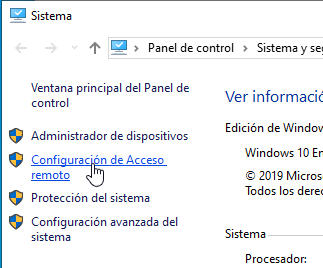 Sistema
Panel de control
Sistema y seg
Ventana principal del Panel de
control
Administrador de dispositivos
Configuración de Acceso
remoto
Protección del sistema
Configuración avanzada del
sistema
Ver informació
Edición de Window
Windows 10 En
© 2019 Micros
Todos los derec
Sistema
Procesador: